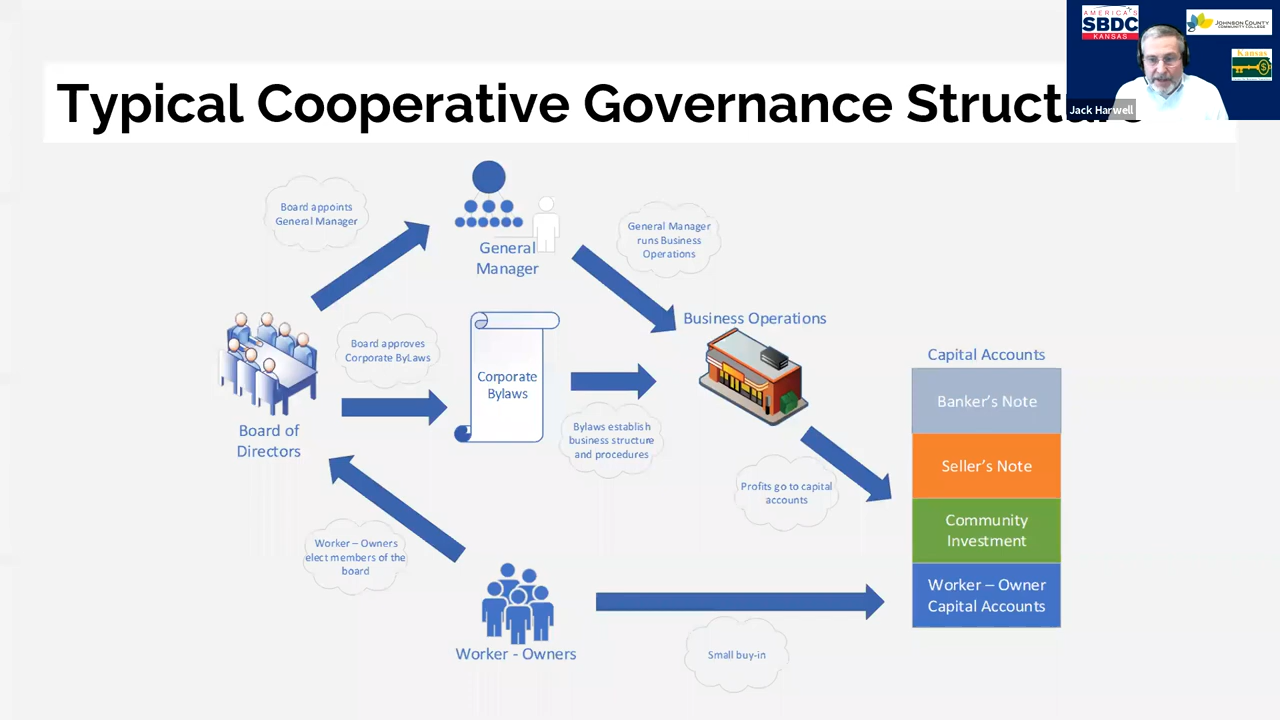 AMERICA'S
SBDC
KANSAS
JOHNSON COUNTY
COMMUNITY COLLEGE
Kansas
Jack Harwell
Typical Cooperative Governance Structure
Board appoints
General Manager
General
Manager
General Manager
runs Business
Operations
Business Operations
Board approves
Corporate ByLaws
Corporate
Bylaws
Bylaws establish
business structure
and procedures
Board of
Directors
Profits go to capital
accounts
Capital Accounts
Banker's Note
Seller's Note
Community
Investment
Worker – Owner
Capital Accounts
Worker – Owners
elect members of the
board
Worker - Owners
Small buy-in